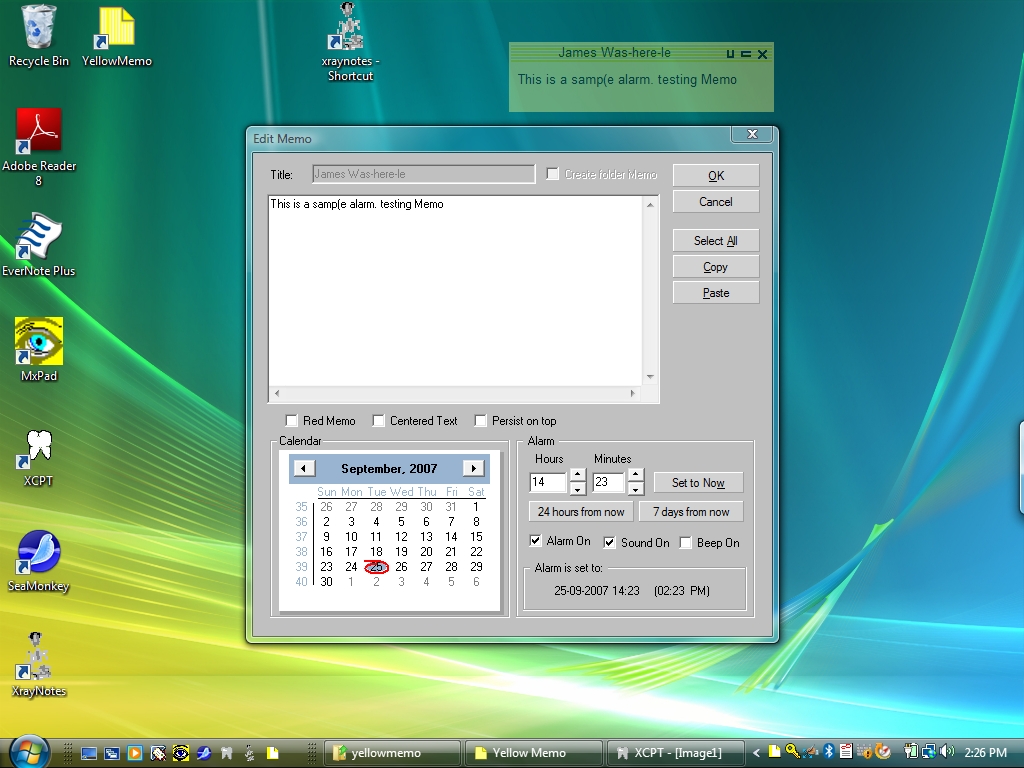 Recycle Bin
YellowMemo
xraynotes -
Shortcut
James Was-here-le
This is a samp(e alarm. testing Memo
Adobe Reader
8
EverNote Plus
MxPad
XCPT
SeaMonkey
XrayNotes
Edit Memo
Title:
James Was-here-le
Create folder Memo
OK
Cancel
This is a samp(e alarm. testing Memo
Select All
Copy
Paste
Red Memo
Centered Text
Persist on top
Calendar
September, 2007
Sun Mon Tue Wed Thu Fri Sat
35 26 27 28 29 30 31 1
36 2 3 4 5 6 7 8
37 9 10 11 12 13 14 15
38 16 17 18 19 20 21 22
39 23 24 25 26 27 28 29
40 30 1 2 3 4 5 6
Alarm
Hours
Minutes
14
23
Set to Now
24 hours from now
7 days from now
Alarm On
Sound On
Beep On
Alarm is set to:
25-09-2007 14:23 (02:23 PM)
yellowmemo
Yellow Memo
XCPT - [Image1]
2:26 PM